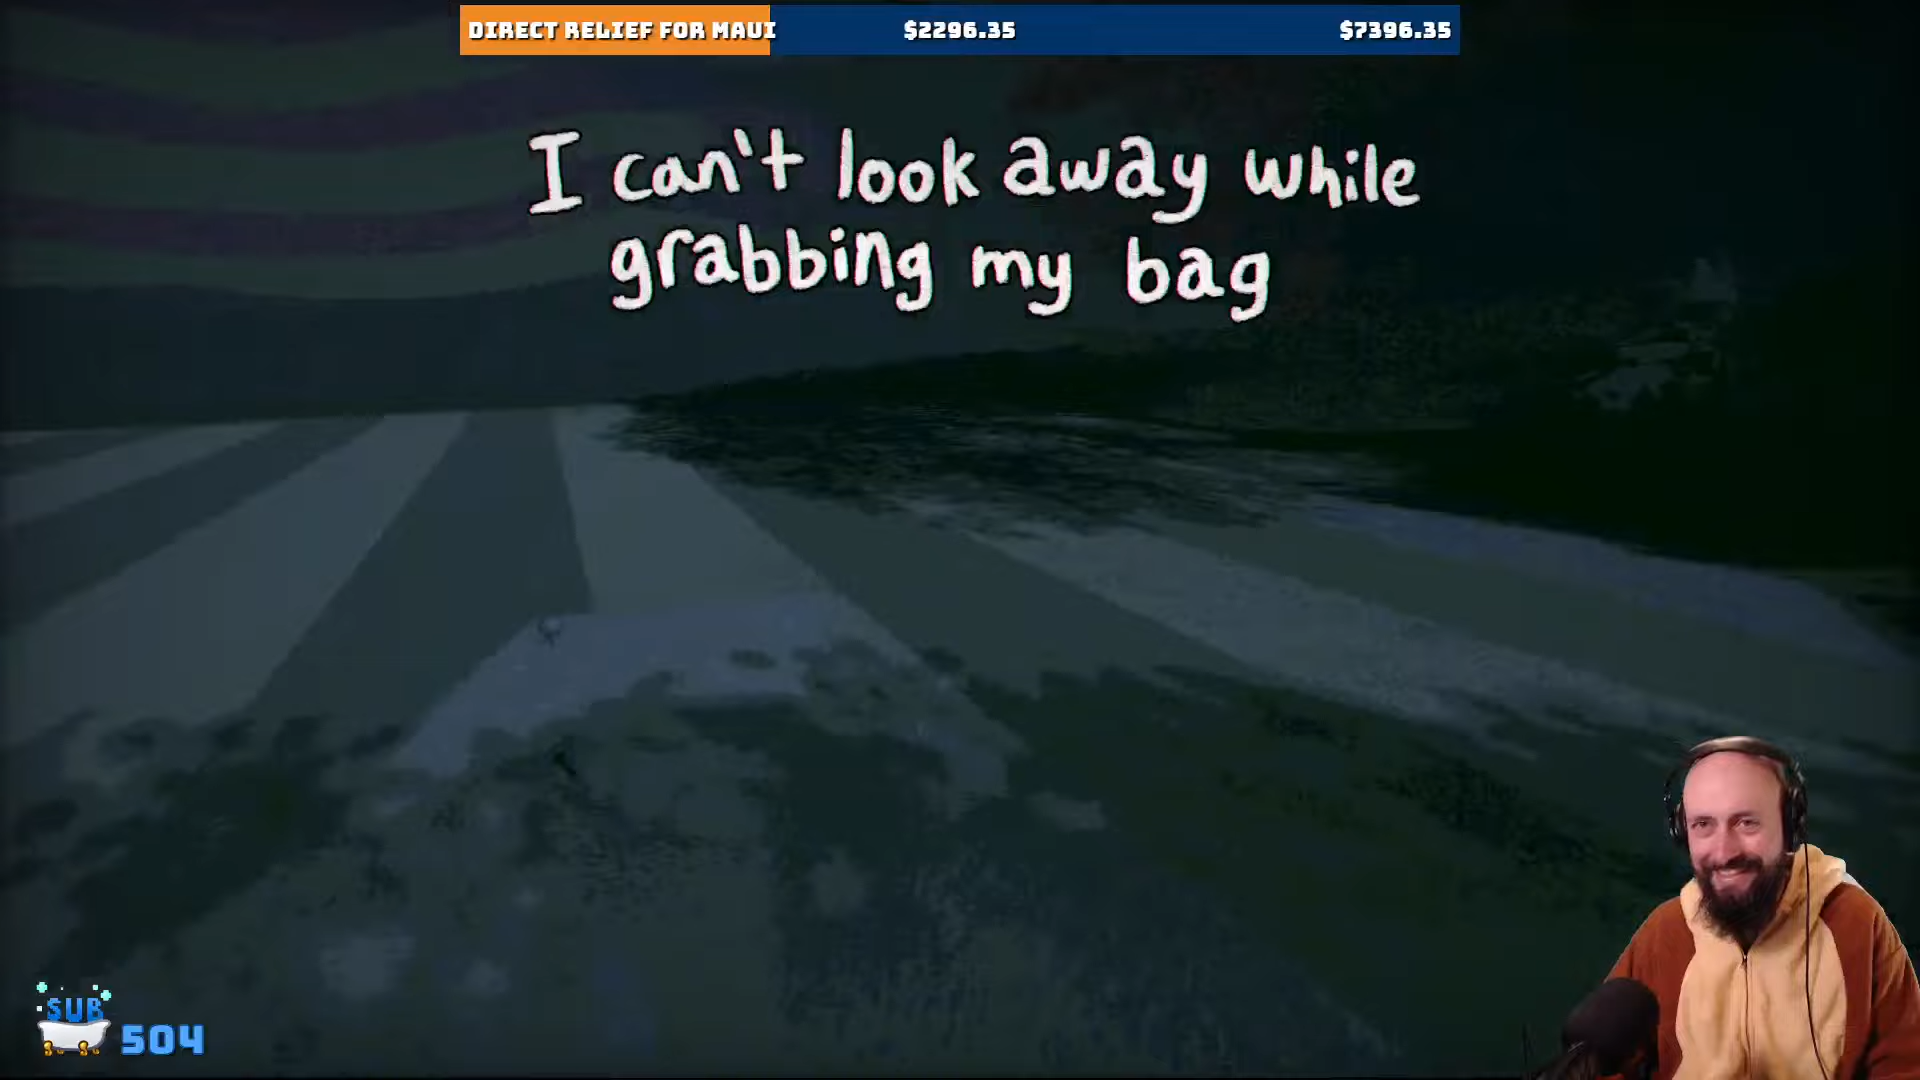 DIRECT RELIEF FOR MAUI $2296.35 $7396.35
I can't look away while
grabbing my bag
SUB
504